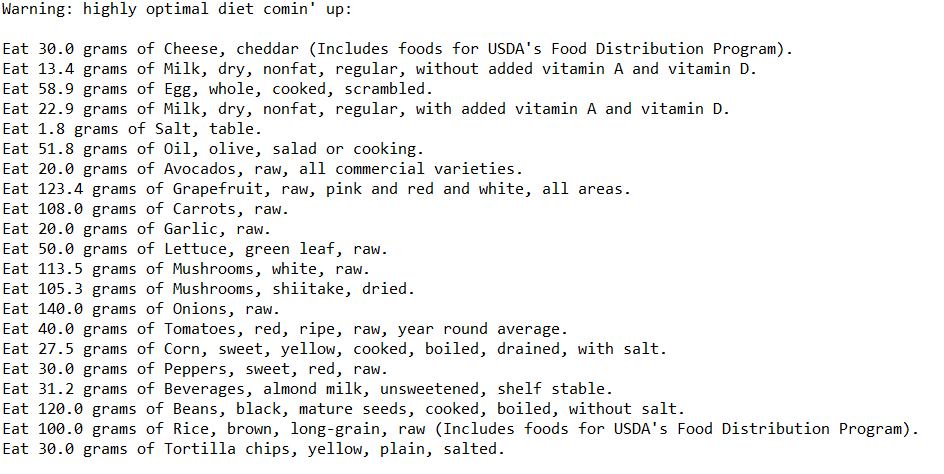 Warning: highly optimal diet comin' up:
Eat 30.0 grams of Cheese, cheddar (Includes foods for USDA's Food Distribution Program).
Eat 13.4 grams of Milk, dry, nonfat, regular, without added vitamin A and vitamin D.
Eat 58.9 grams of Egg, whole, cooked, scrambled.
Eat 22.9 grams of Milk, dry, nonfat, regular, with added vitamin A and vitamin D.
Eat 1.8 grams of Salt, table.
Eat 51.8 grams of Oil, olive, salad or cooking.
Eat 20.0 grams of Avocados, raw, all commercial varieties.
Eat 123.4 grams of Grapefruit, raw, pink and red and white, all areas.
Eat 108.0 grams of Carrots, raw.
Eat 20.0 grams of Garlic, raw.
Eat 50.0 grams of Lettuce, green leaf, raw.
Eat 113.5 grams of Mushrooms, white, raw.
Eat 105.3 grams of Mushrooms, shiitake, dried.
Eat 140.0 grams of Onions, raw.
Eat 40.0 grams of Tomatoes, red, ripe, raw, year round average.
Eat 27.5 grams of Corn, sweet, yellow, cooked, boiled, drained, with salt.
Eat 30.0 grams of Peppers, sweet, red, raw.
Eat 31.2 grams of Beverages, almond milk, unsweetened, shelf stable.
Eat 120.0 grams of Beans, black, mature seeds, cooked, boiled, without salt.
Eat 100.0 grams of Rice, brown, long-grain, raw (Includes foods for USDA's Food Distribution Program).
Eat 30.0 grams of Tortilla chips, yellow, plain, salted.